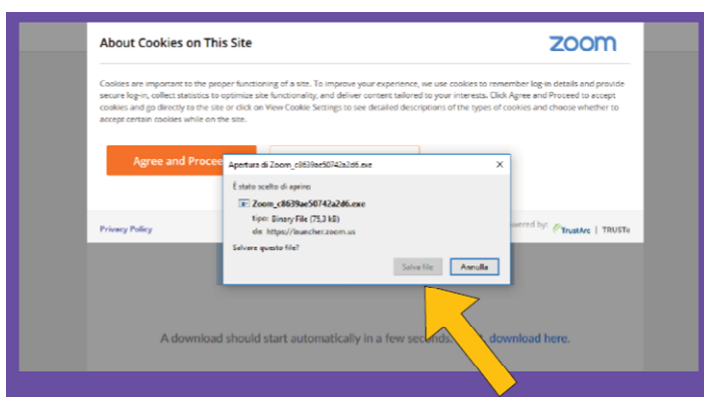 About Cookies on This Site
zoom
Cookies are important to the proper functioning of a site. To improve your experience, we use cookies to remember log-in details and provide
secure log-in, collect statistics to optimize site functionality, and deliver content tailored to your interests. Click Agree and Proceed to accept
cookies and go directly to the site or click on View Cookie Settings to see detailed descriptions of the types of cookies and choose whether to
accept certain cookies while on the site.
Agree and Procee
Apertura di Zoom_c8639ae50742a2d6.exe
È stato scelto di aprire:
Zoom_c8639ae50742a2d6.exe
tipo: Binary File (75,3 kB)
da: https://launcher.zoom.us
Salvare questo file?
Salva file
Annulla
Privacy Policy
wered by:
TrustArc | TRUSTe
A download should start automatically in a few seconds.
download here.